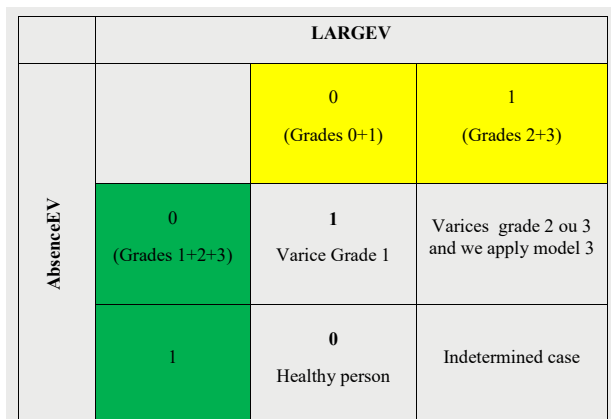 LARGEV
0
(Grades 0+1)
1
(Grades 2+3)
AbsenceEV
0
(Grades 1+2+3)
1
Varice Grade 1
Varices grade 2 ou 3
and we apply model 3
1
0
Healthy person
Indetermined case